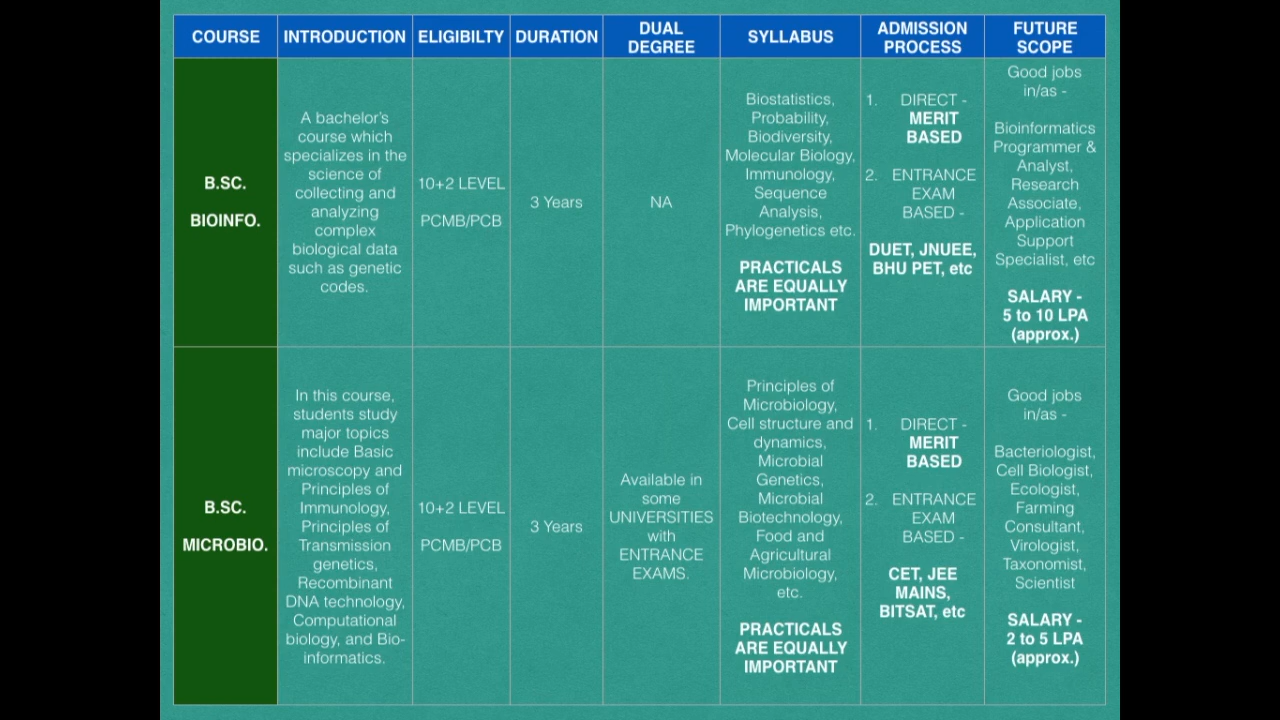 COURSE
INTRODUCTION
ELIGIBILTY
DURATION
DUAL
DEGREE
SYLLABUS
ADMISSION
PROCESS
FUTURE
SCOPE
B.SC.
BIOINFO.
A bachelor's
course which
specializes in the
science of
collecting and
analyzing
complex
biological data
such as genetic
codes.
10+2 LEVEL
PCMB/PCB
3 Years
NA
Biostatistics,
Probability,
Biodiversity,
Molecular Biology,
Immunology,
Sequence
Analysis,
Phylogenetics etc.
PRACTICALS
ARE EQUALLY
IMPORTANT
1. DIRECT -
MERIT
BASED
2. ENTRANCE
EXAM
BASED -
DUET, JNUEE,
BHU PET, etc
Good jobs
in/as -
Bioinformatics
Programmer &
Analyst,
Research
Associate,
Application
Support
Specialist, etc
SALARY -
5 to 10 LPA
(approx.)
B.SC.
MICROBIO.
In this course,
students study
major topics
include Basic
microscopy and
Principles of
Immunology,
Principles of
Transmission
genetics,
Recombinant
DNA technology,
Computational
biology, and Bio-
informatics.
10+2 LEVEL
PCMB/PCB
3 Years
Available in
some
UNIVERSITIES
with
ENTRANCE
EXAMS.
Principles of
Microbiology,
Cell structure and
dynamics,
Microbial
Genetics,
Microbial
Biotechnology,
Food and
Agricultural
Microbiology,
etc.
PRACTICALS
ARE EQUALLY
IMPORTANT
1. DIRECT -
MERIT
BASED
2. ENTRANCE
EXAM
BASED -
CET, JEE
MAINS,
BITSAT, etc
Good jobs
in/as -
Bacteriologist,
Cell Biologist,
Ecologist,
Farming
Consultant,
Virologist,
Taxonomist,
Scientist
SALARY -
2 to 5 LPA
(approx.)